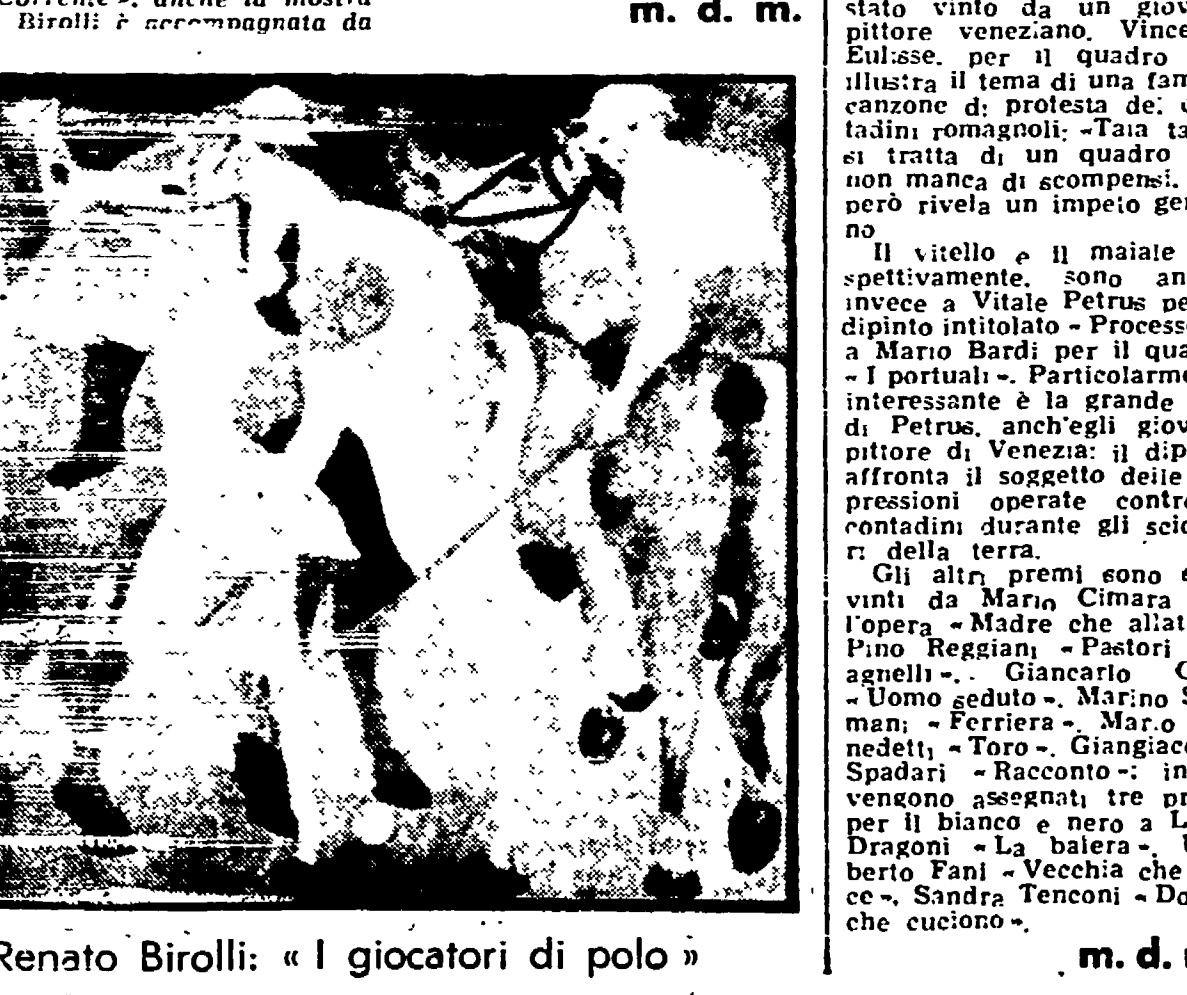 anche la mostra
Birolli è accompagnata da
m. d. m.
Renato Birolli: « I giocatori di polo »
stato vinto da un giov
pittore veneziano. Vince
Eulisse. per il quadro
illustra il tema di una fam
canzone di protesta dei
tadini romagnoli: «Taia ta
si tratta di un quadro
non manca di scompensi.
però rivela un impeto gen
no
Il vitello e il maiale
spettivamente. sono an
invece a Vitale Petrus pe
dipinto intitolato « Processo
a Mario Bardi per il qua
« I portuali ». Particolarme
interessante è la grande
di Petrus. anch'egli giov
pittore di Venezia: il dip
affronta il soggetto delle
pressioni operate contro
contadini durante gli scio
ri della terra.
Gli altri premi sono s
vinti da Mario Cimara
l'opera « Madre che allat
Pino Reggiani « Pastori
agnelli ».. Giancarlo C
« Uomo seduto ». Marino S
mani « Ferriera ». Mario
nedetti « Toro ». Giangiaco
Spadari « Racconto »: in
vengono assegnati tre pr
per il bianco e nero a L
Dragoni « La balera ». U
berto Fani « Vecchia che
ce ». Sandra Tenconi « Do
che cuciono ».
m. d.